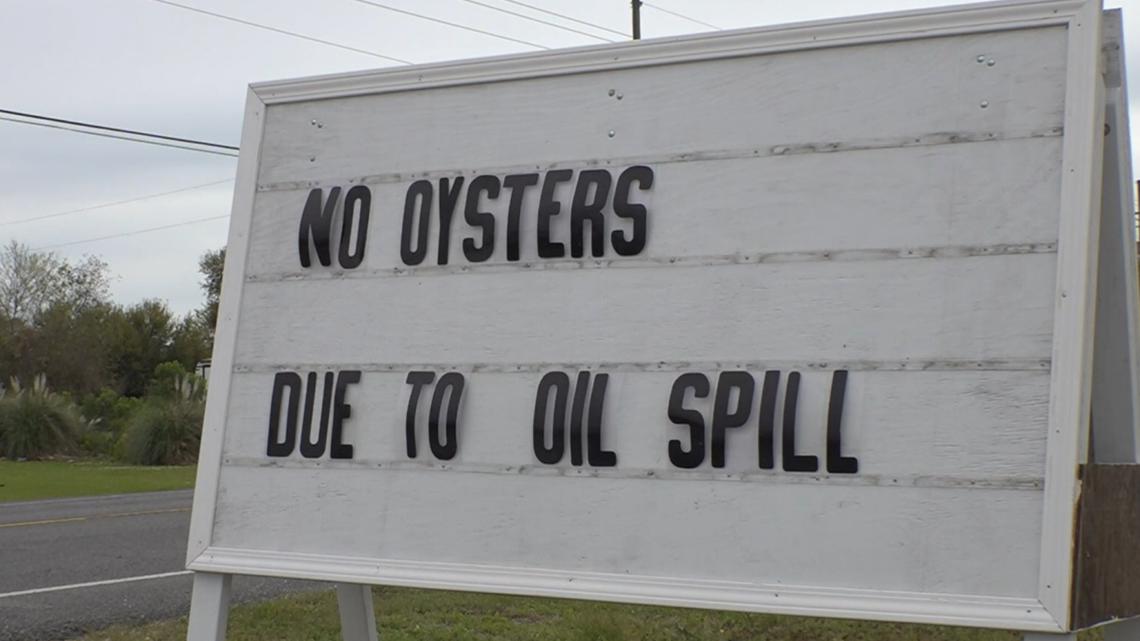 NO OYSTERS
DUE TO OIL SPILL